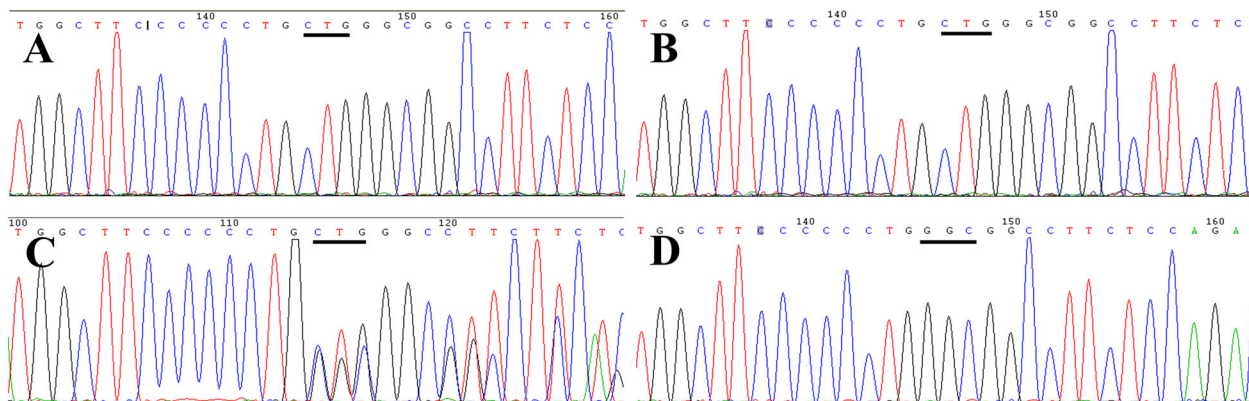 140 150 160
T G G C T T C C C C C C T G C T G G G C G G C C T T C T C C
A
140 150
T G G C T T C C C C C C T G C T G G G C G G C C T T C T C
B
100 110 120
T G G C T T C C C C C C T G C T G G G C C T T C T T C T C
C
140 150 160
T G G C T T C C C C C C T G G G C G G C C T T C T C C A G A
D